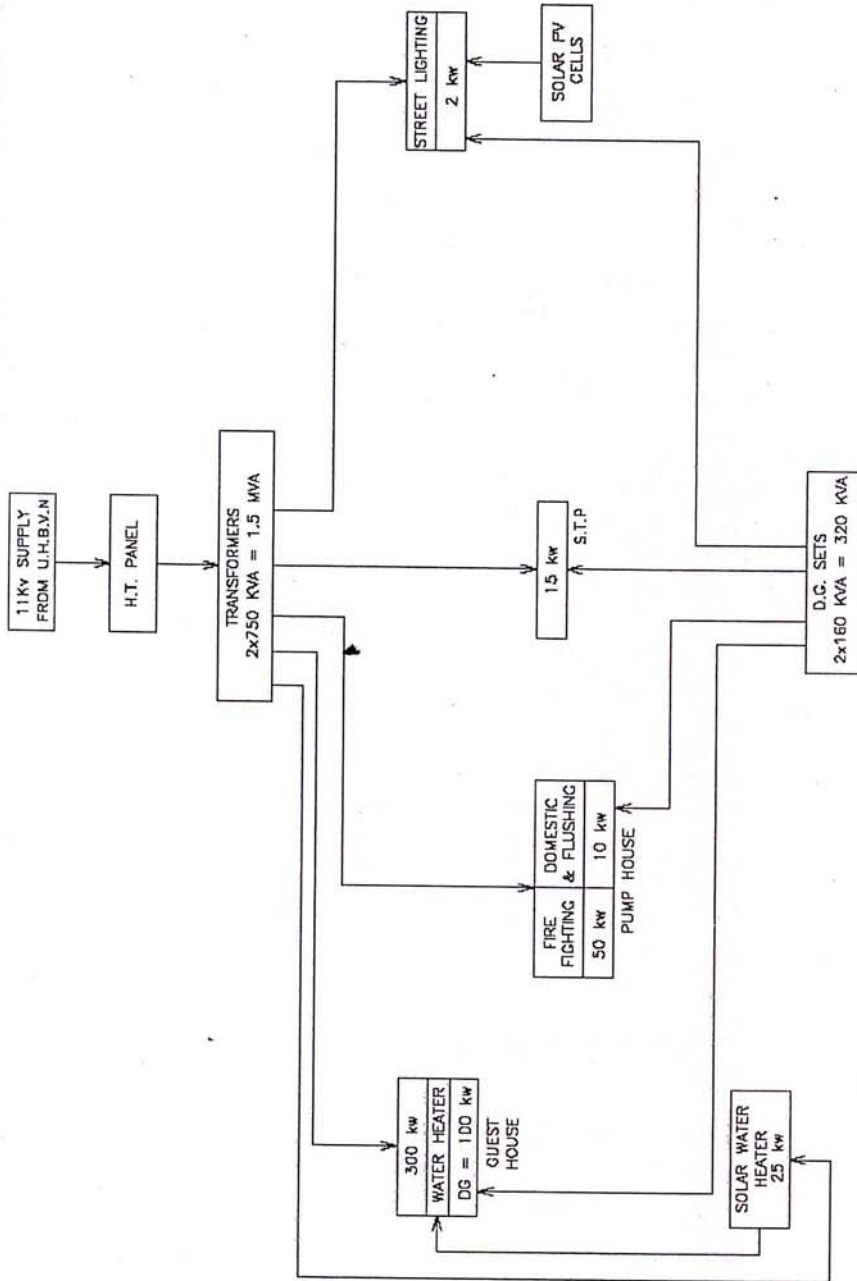 11Kv SUPPLY
FROM U.H.B.V.N
H.T. PANEL
TRANSFORMERS
2x750 KVA = 1.5 MVA
300 kw
WATER HEATER
DG = 100 kw
GUEST
HOUSE
FIRE
FIGHTING
DOMESTIC
& FLUSHING
50 kw
10 kw
PUMP HOUSE
15 kw
S.T.P
STREET LIGHTING
2 kw
SOLAR PV
CELLS
SOLAR WATER
HEATER
25 kw
D.G. SETS
2x160 KVA = 320 KVA